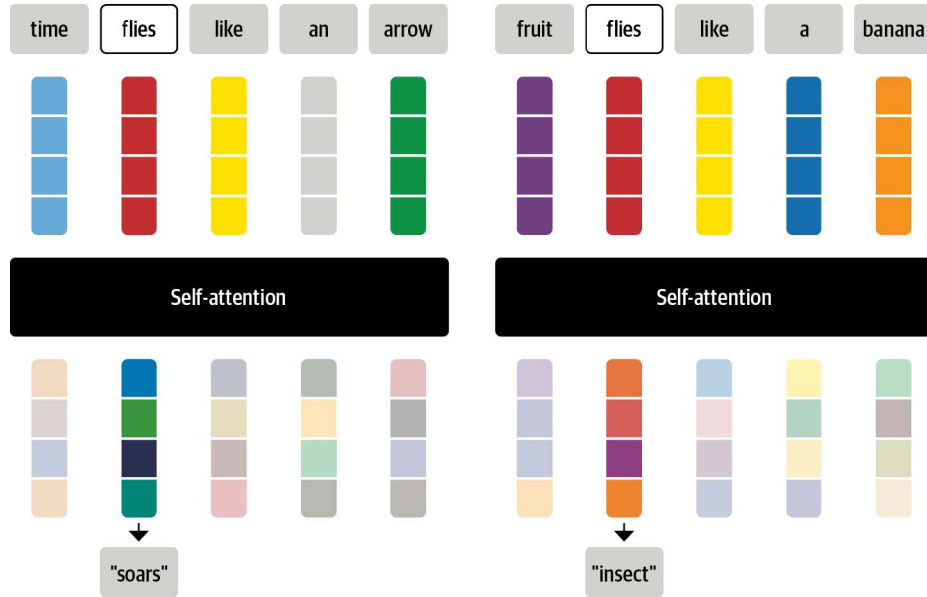 time flies like an arrow
fruit flies like a banana
Self-attention
Self-attention
"soars"
"insect"